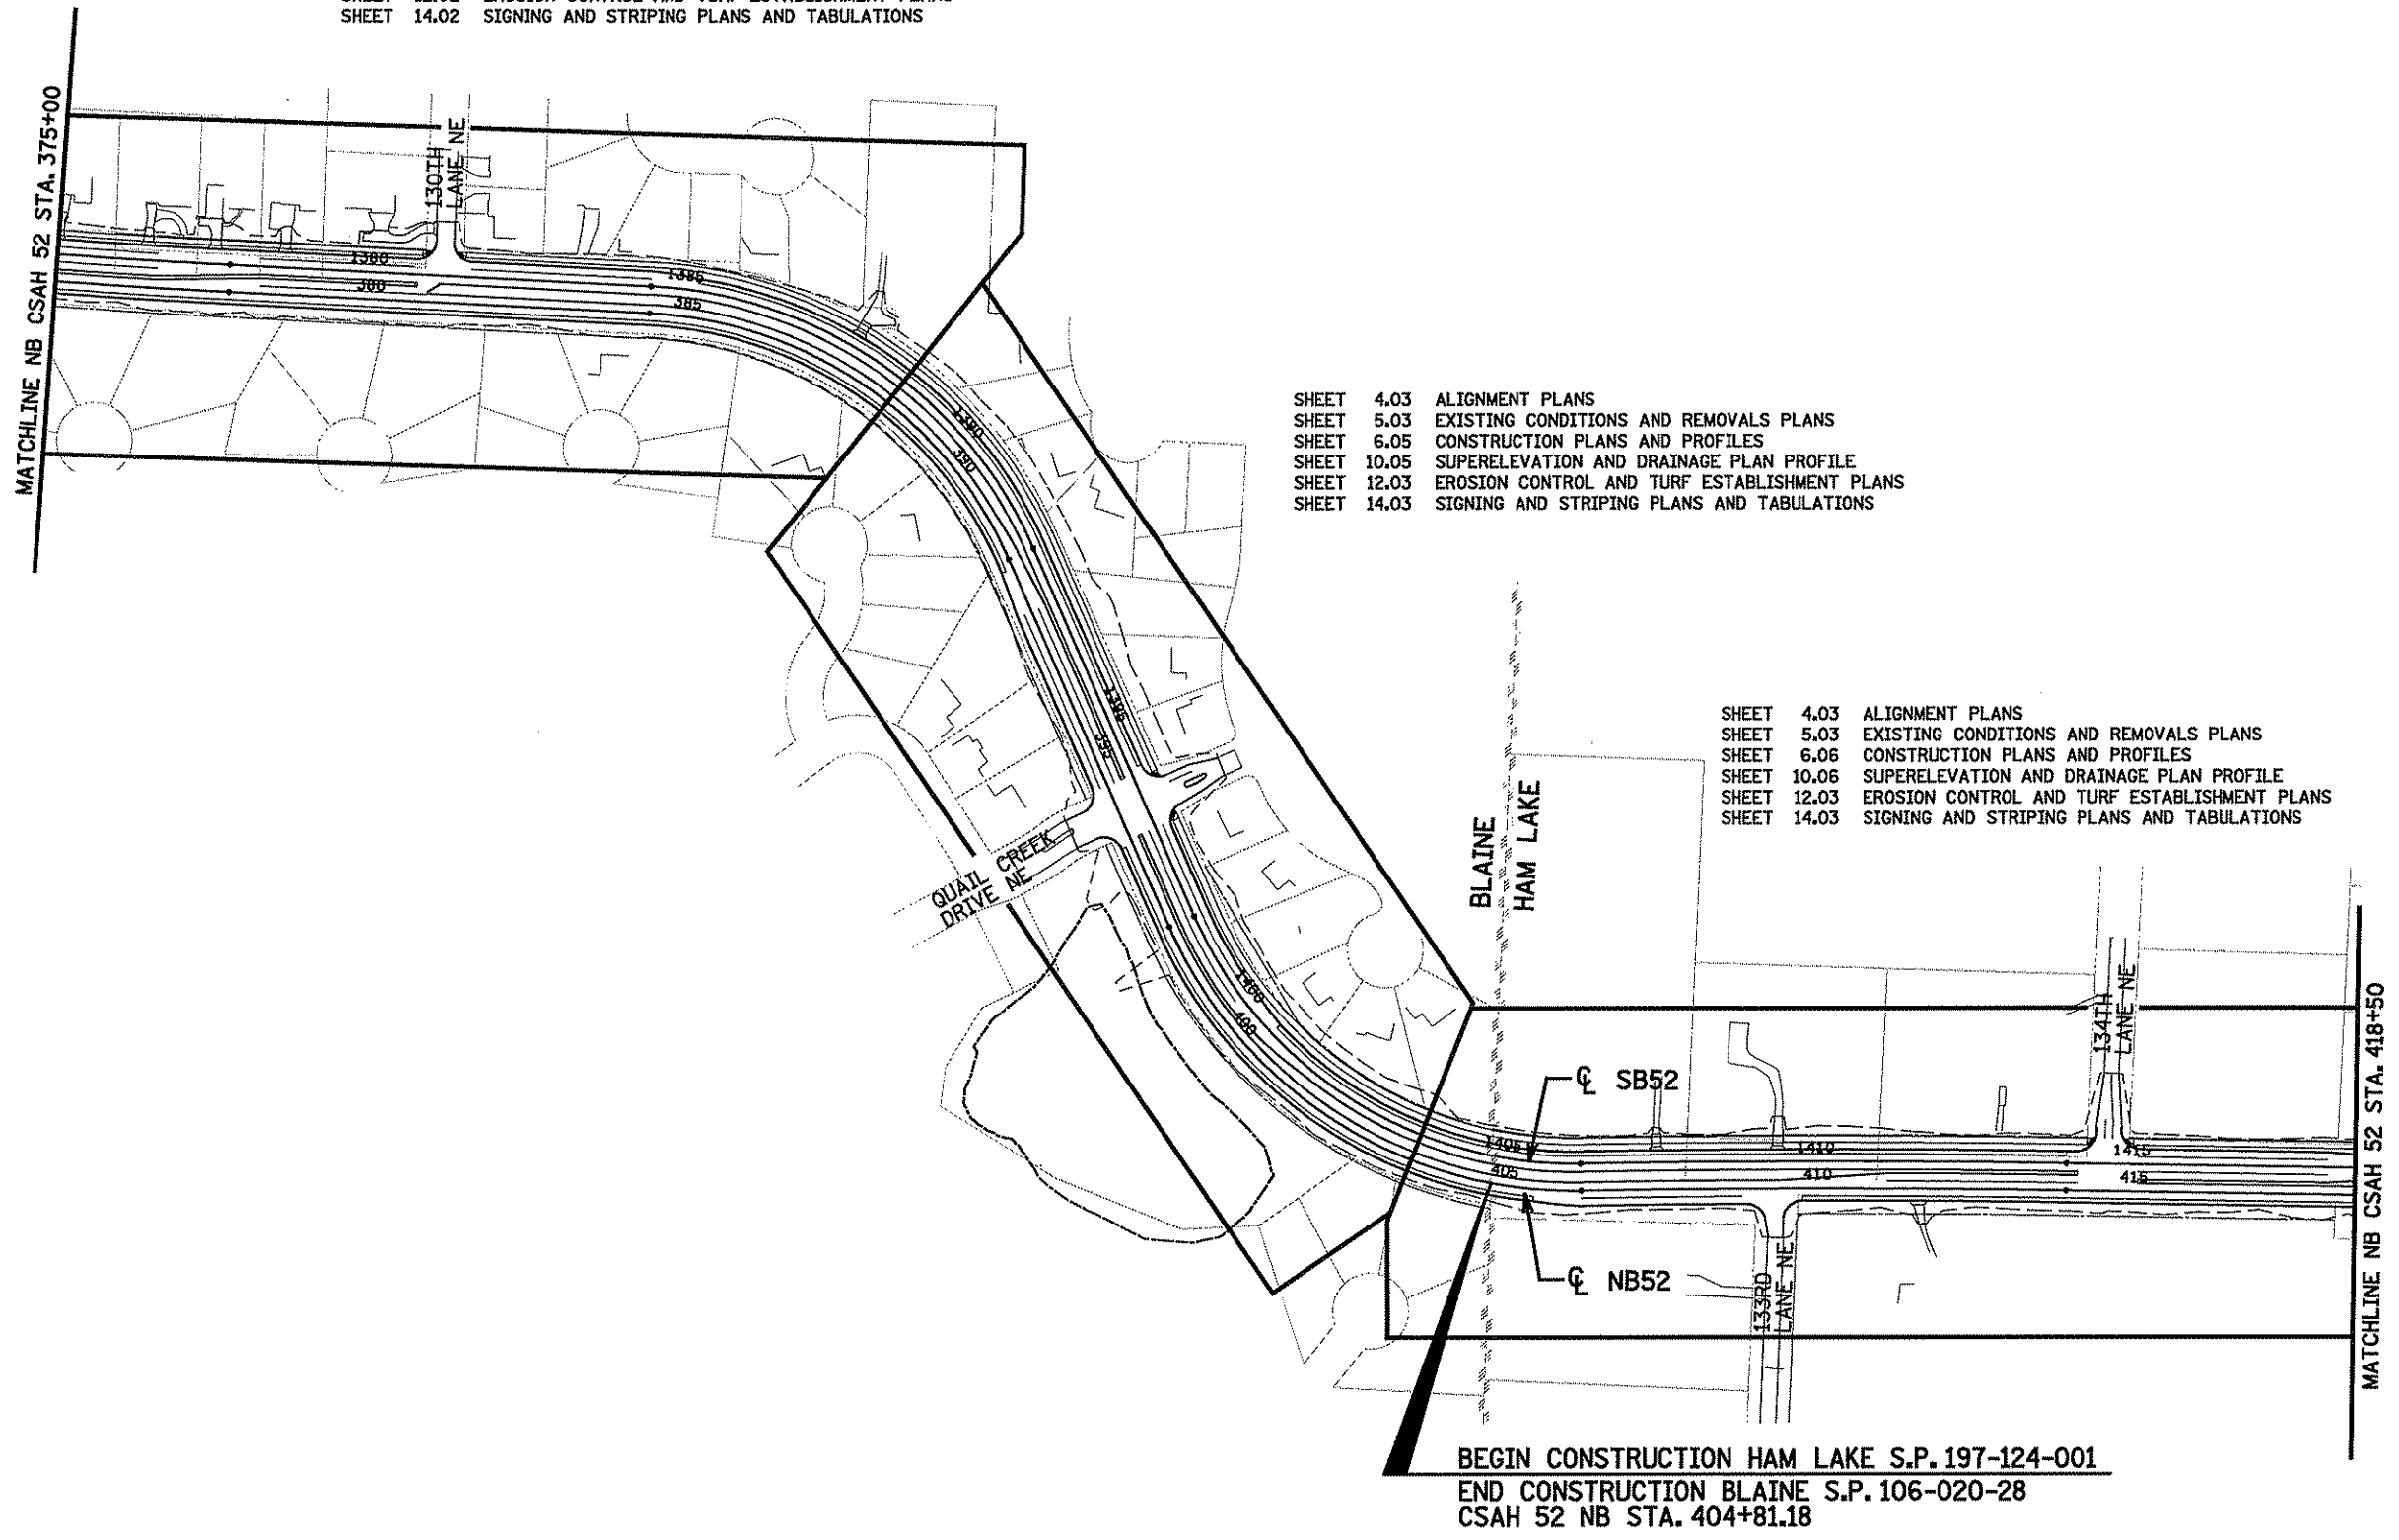 SHEET 14.02 SIGNING AND STRIPING PLANS AND TABULATIONS
MATCHLINE NB CSAH 52 STA. 375+00
130TH
LANE NE
1380
380
1385
385
1390
390
SHEET 4.03 ALIGNMENT PLANS
SHEET 5.03 EXISTING CONDITIONS AND REMOVALS PLANS
SHEET 6.05 CONSTRUCTION PLANS AND PROFILES
SHEET 10.05 SUPERELEVATION AND DRAINAGE PLAN PROFILE
SHEET 12.03 EROSION CONTROL AND TURF ESTABLISHMENT PLANS
SHEET 14.03 SIGNING AND STRIPING PLANS AND TABULATIONS
1395
395
QUAIL CREEK
DRIVE NE
BLAINE
HAM LAKE
SHEET 4.03 ALIGNMENT PLANS
SHEET 5.03 EXISTING CONDITIONS AND REMOVALS PLANS
SHEET 6.06 CONSTRUCTION PLANS AND PROFILES
SHEET 10.06 SUPERELEVATION AND DRAINAGE PLAN PROFILE
SHEET 12.03 EROSION CONTROL AND TURF ESTABLISHMENT PLANS
SHEET 14.03 SIGNING AND STRIPING PLANS AND TABULATIONS
1400
400
℄ SB52
1405
405
1410
410
134TH
LANE NE
1415
415
℄ NB52
133RD
LANE NE
MATCHLINE NB CSAH 52 STA. 418+50
BEGIN CONSTRUCTION HAM LAKE S.P. 197-124-001
END CONSTRUCTION BLAINE S.P. 106-020-28
CSAH 52 NB STA. 404+81.18